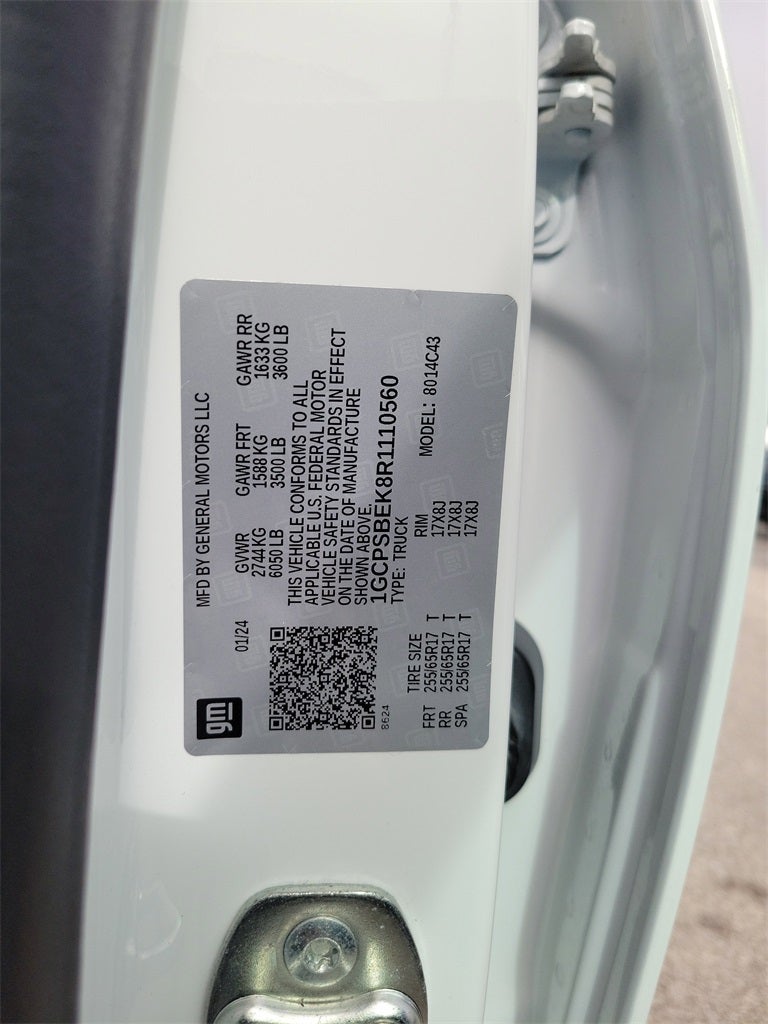 gm
MFD BY GENERAL MOTORS LLC
01/24
GVWR GAWR FRT GAWR RR
2744 KG 1588 KG 1633 KG
6050 LB 3500 LB 3600 LB
THIS VEHICLE CONFORMS TO ALL
APPLICABLE U.S. FEDERAL MOTOR
VEHICLE SAFETY STANDARDS IN EFFECT
ON THE DATE OF MANUFACTURE
SHOWN ABOVE.
1GCPSBEK8R1110560
8624
TYPE: TRUCK
MODEL: 8014C43
TIRE SIZE RIM
FRT 255/65R17 T 17X8J
RR 255/65R17 T 17X8J
SPA 255/65R17 T 17X8J